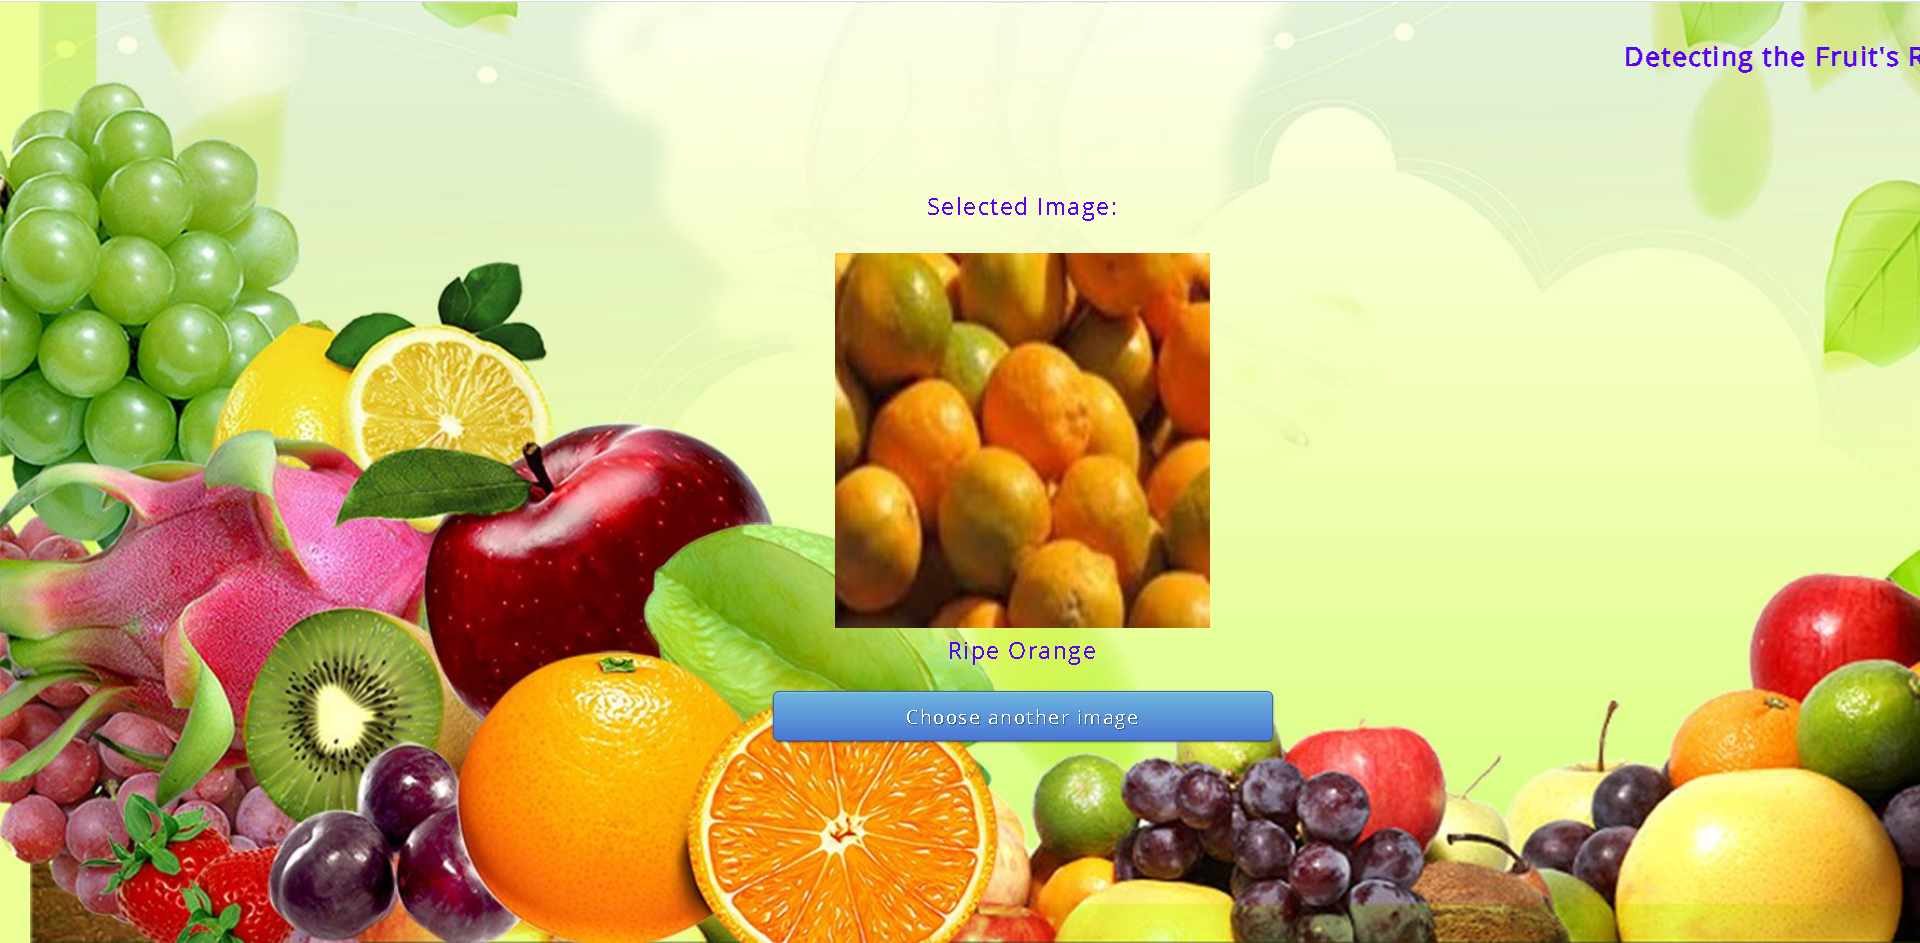 Detecting the Fruit's
Selected Image:
Ripe Orange
Choose another image